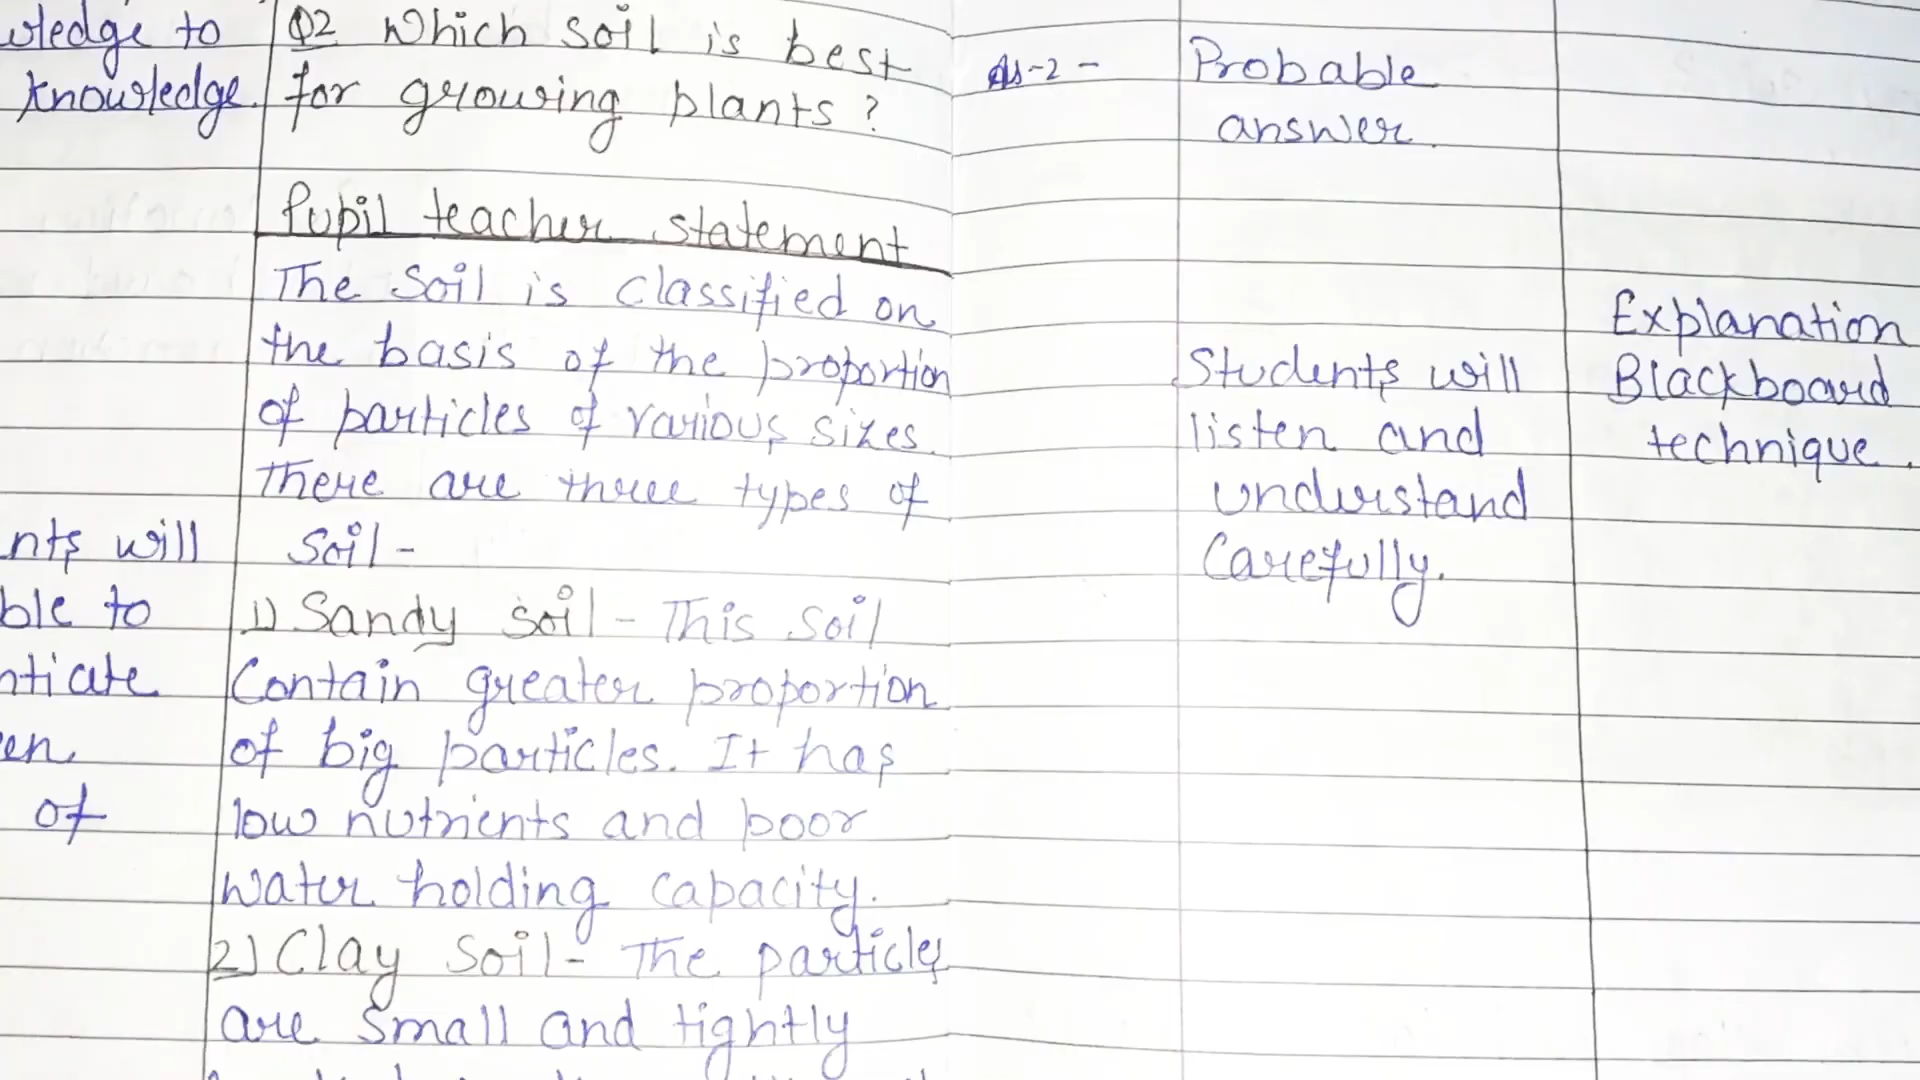 wledge to
knowledge.
Q2 Which soil is best
for growing plants?
Pupil teacher statement
The Soil is classified on
the basis of the proportion
of particles of various sizes.
There are three types of
Soil-
1) Sandy soil - This soil
Contain greater proportion
of big particles. It has
low nutrients and poor
water holding capacity.
2) Clay Soil - The particles
are small and tightly
nts will
ble to
ntiate
en
of
Probable
answer.
Students will
listen and
understand
Carefully.
Explanation
Blackboard
technique.